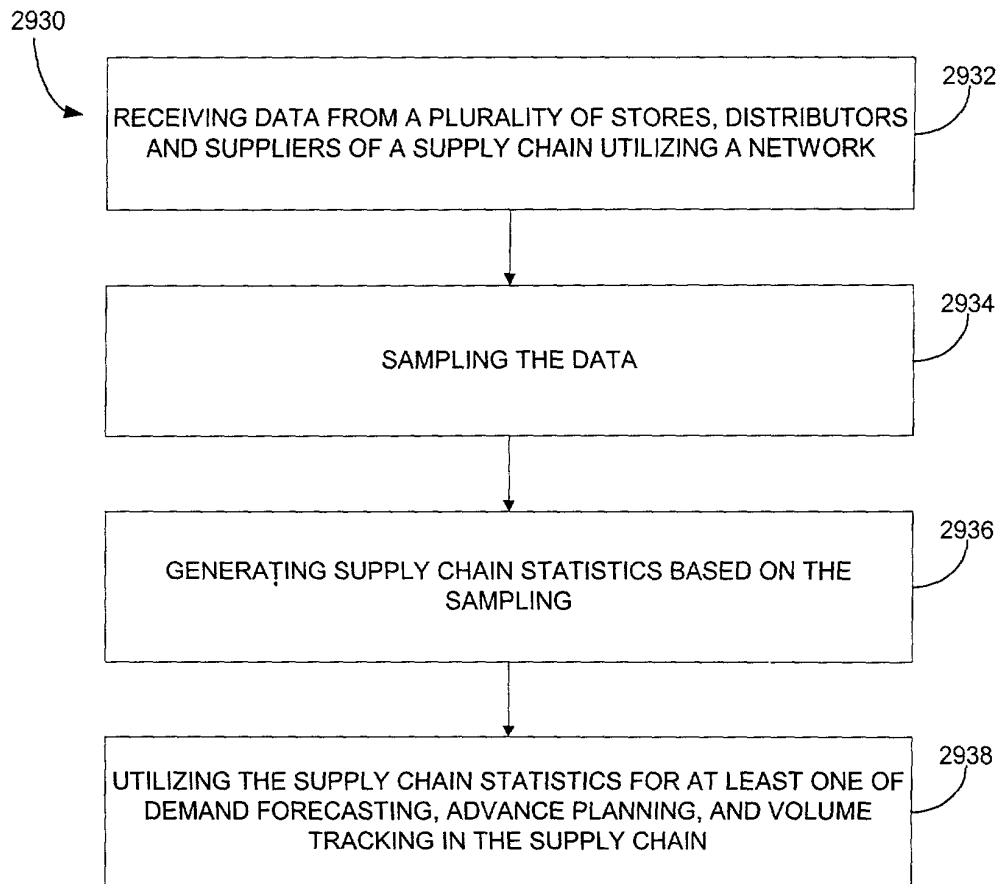 2930
2932
RECEIVING DATA FROM A PLURALITY OF STORES, DISTRIBUTORS
AND SUPPLIERS OF A SUPPLY CHAIN UTILIZING A NETWORK
2934
SAMPLING THE DATA
2936
GENERATING SUPPLY CHAIN STATISTICS BASED ON THE
SAMPLING
2938
UTILIZING THE SUPPLY CHAIN STATISTICS FOR AT LEAST ONE OF
DEMAND FORECASTING, ADVANCE PLANNING, AND VOLUME
TRACKING IN THE SUPPLY CHAIN